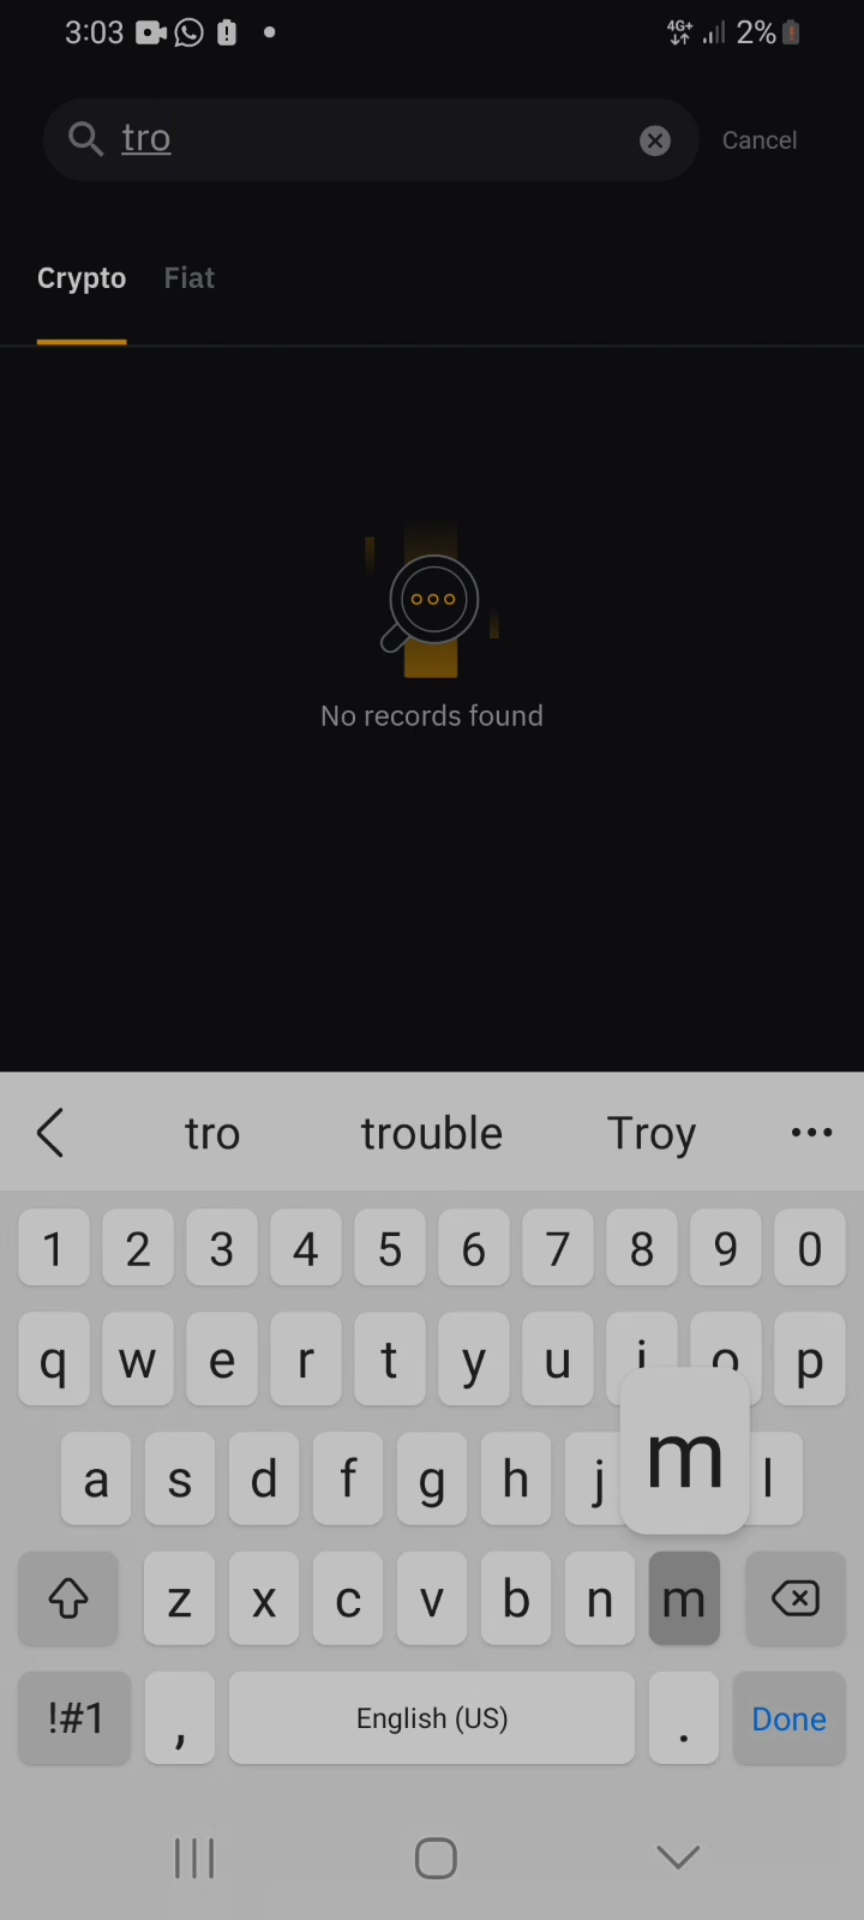 3:03 4G+ 2%
tro Cancel
Crypto Fiat
No records found
tro trouble Troy
1 2 3 4 5 6 7 8 9 0
q w e r t y u i o p
a s d f g h j m l
z x c v b n m
!#1 , English (US) . Done